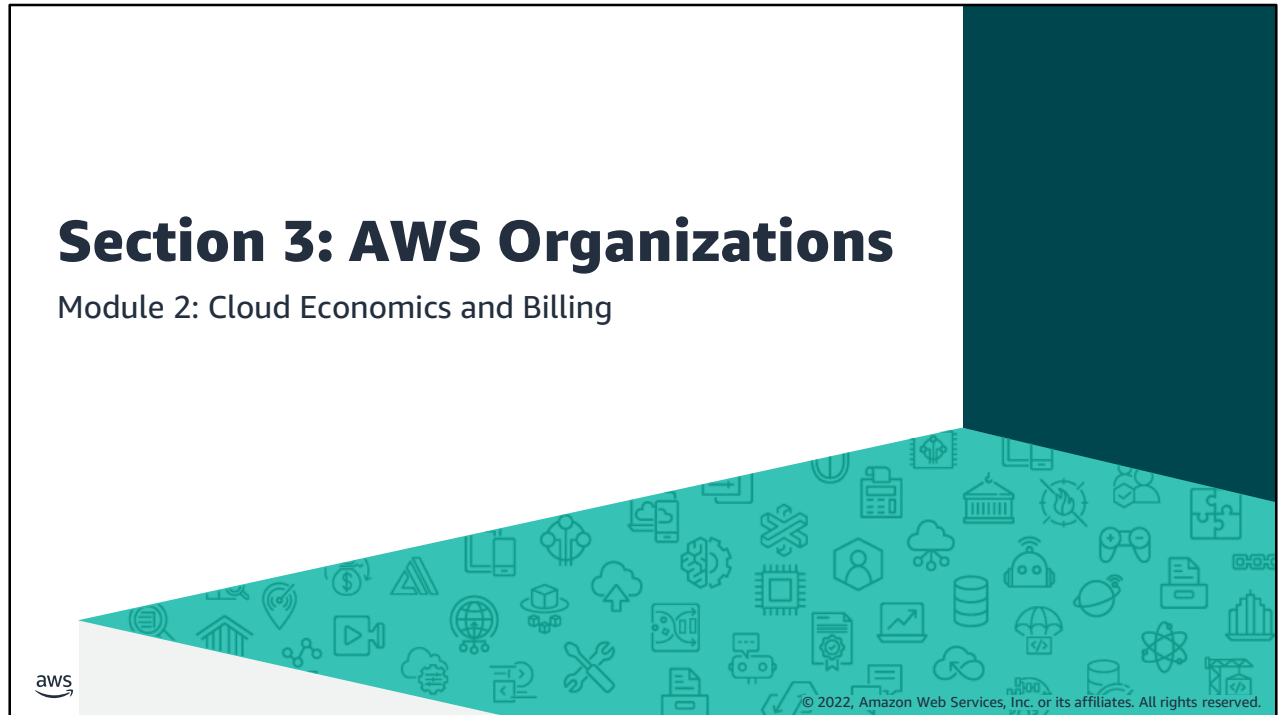 Section 3: AWS Organizations
Module 2: Cloud Economics and Billing
aws
© 2022, Amazon Web Services, Inc. or its affiliates. All rights reserved.